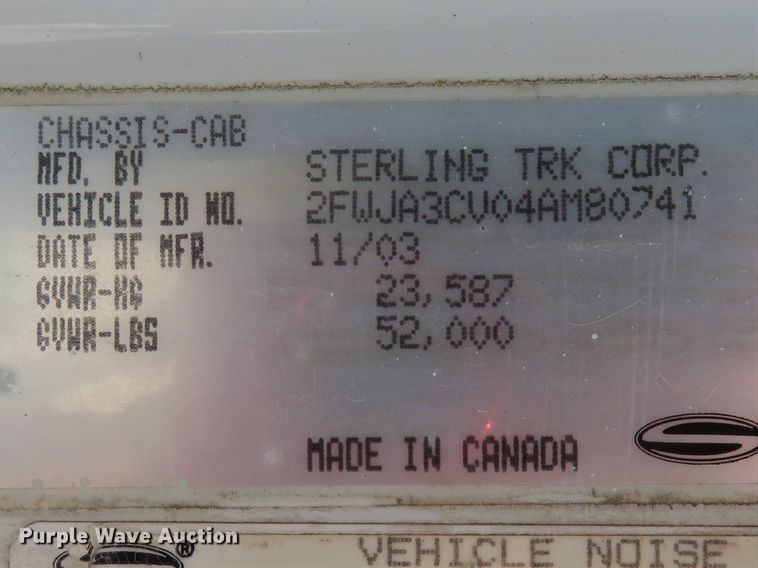 CHASSIS-CAB
MFD. BY STERLING TRK CORP.
VEHICLE ID NO. 2FWJA3CV04AM80741
DATE OF MFR. 11/03
GVWR-KG 23,587
GVWR-LBS 52,000
MADE IN CANADA
Purple Wave Auction
®
VEHICLE NOISE